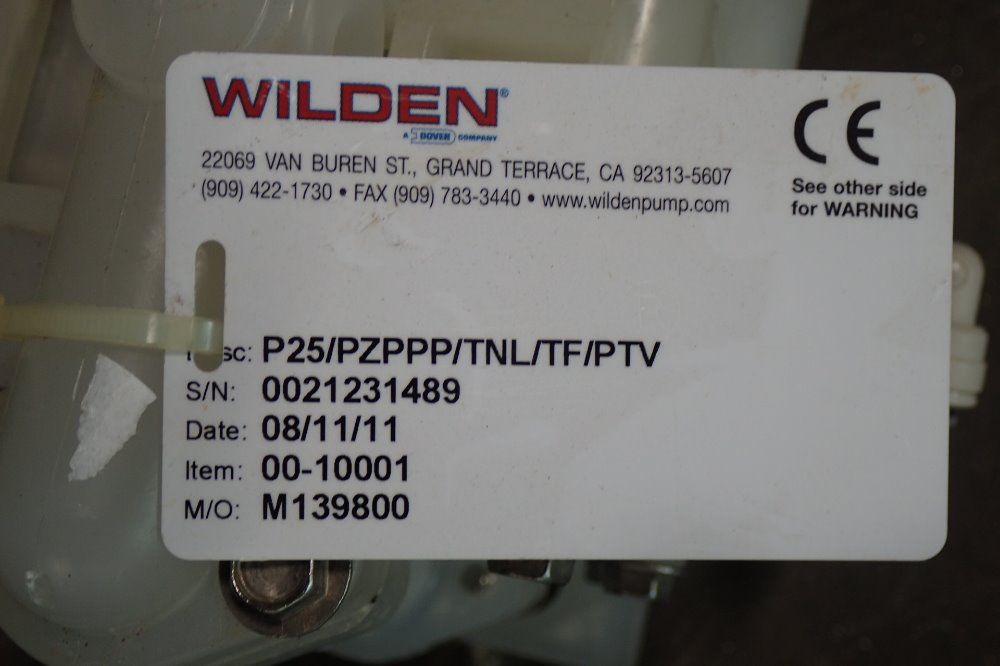 WILDEN®
A DOVER COMPANY
22069 VAN BUREN ST., GRAND TERRACE, CA 92313-5607
(909) 422-1730 • FAX (909) 783-3440 • www.wildenpump.com
CE
See other side
for WARNING
P25/PZPPP/TNL/TF/PTV
S/N: 0021231489
Date: 08/11/11
Item: 00-10001
M/O: M139800